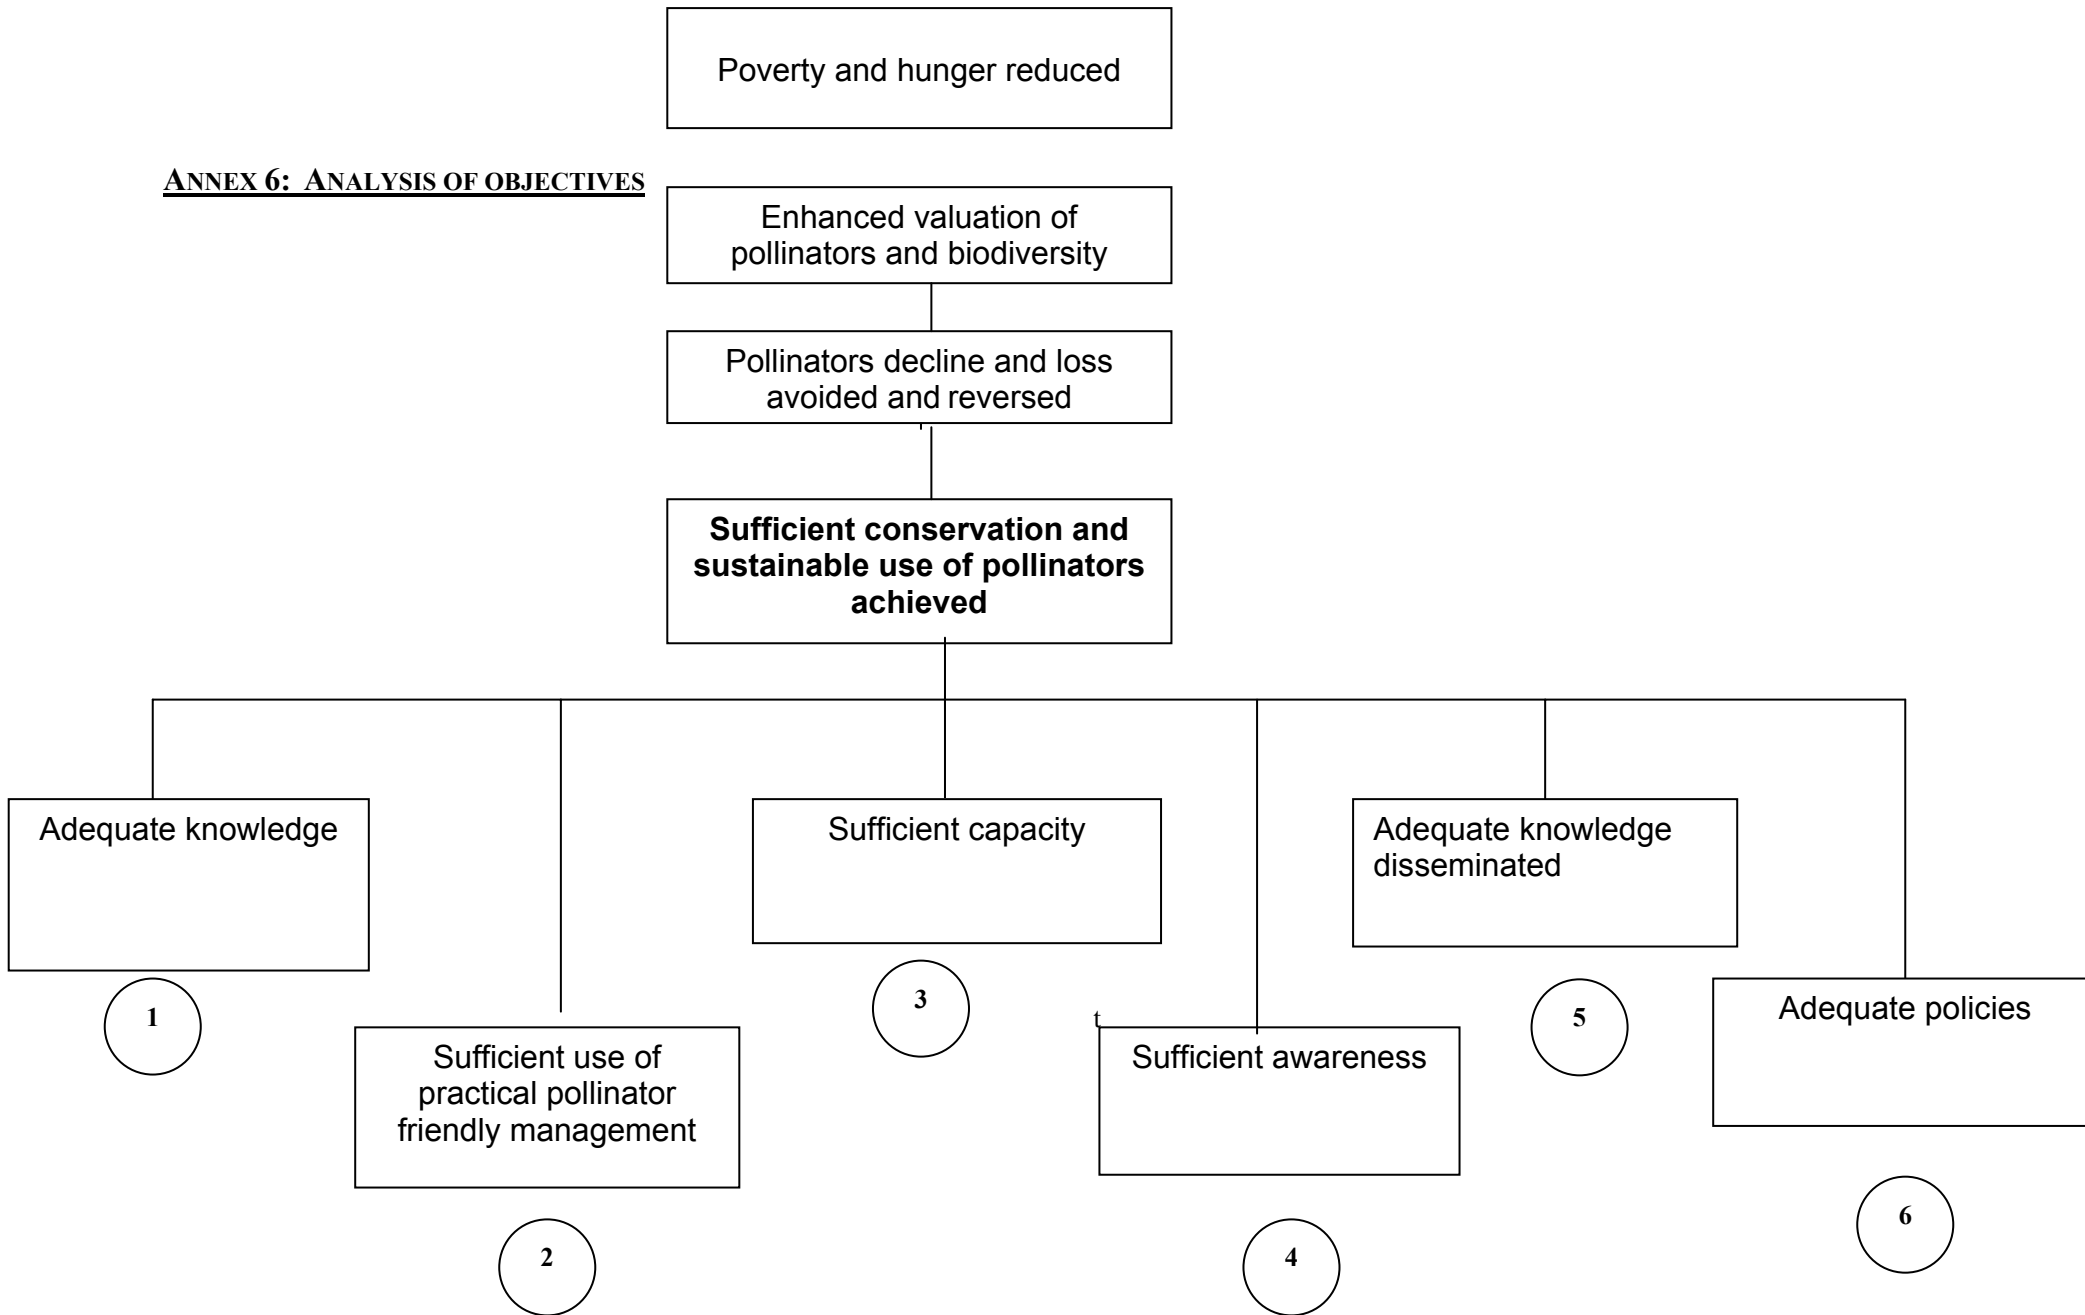 Poverty and hunger reduced
ANNEX 6: ANALYSIS OF OBJECTIVES
Enhanced valuation of
pollinators and biodiversity
Pollinators decline and loss
avoided and reversed
Sufficient conservation and
sustainable use of pollinators
achieved
Adequate knowledge
1
Sufficient use of
practical pollinator
friendly management
2
Sufficient capacity
3
t
Sufficient awareness
4
Adequate knowledge
disseminated
5
Adequate policies
6